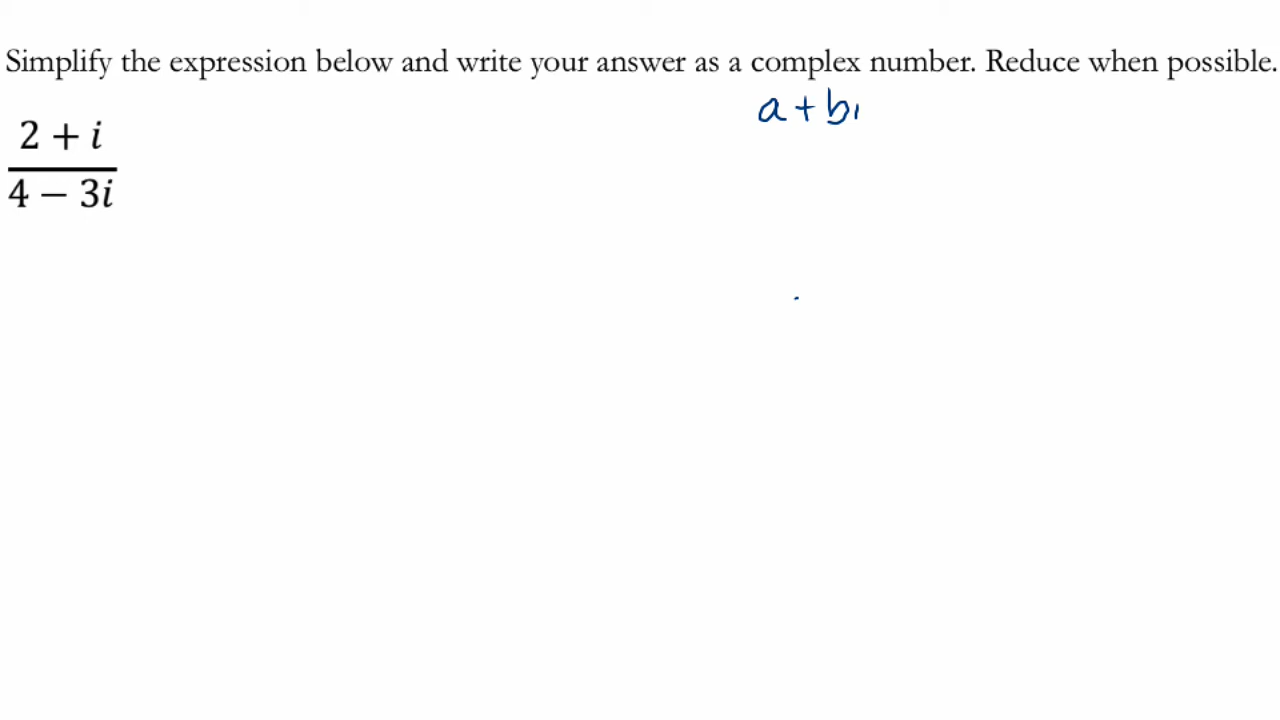 Simplify the expression below and write your answer as a complex number. Reduce when possible.
a + bi
2 + i
4 − 3i